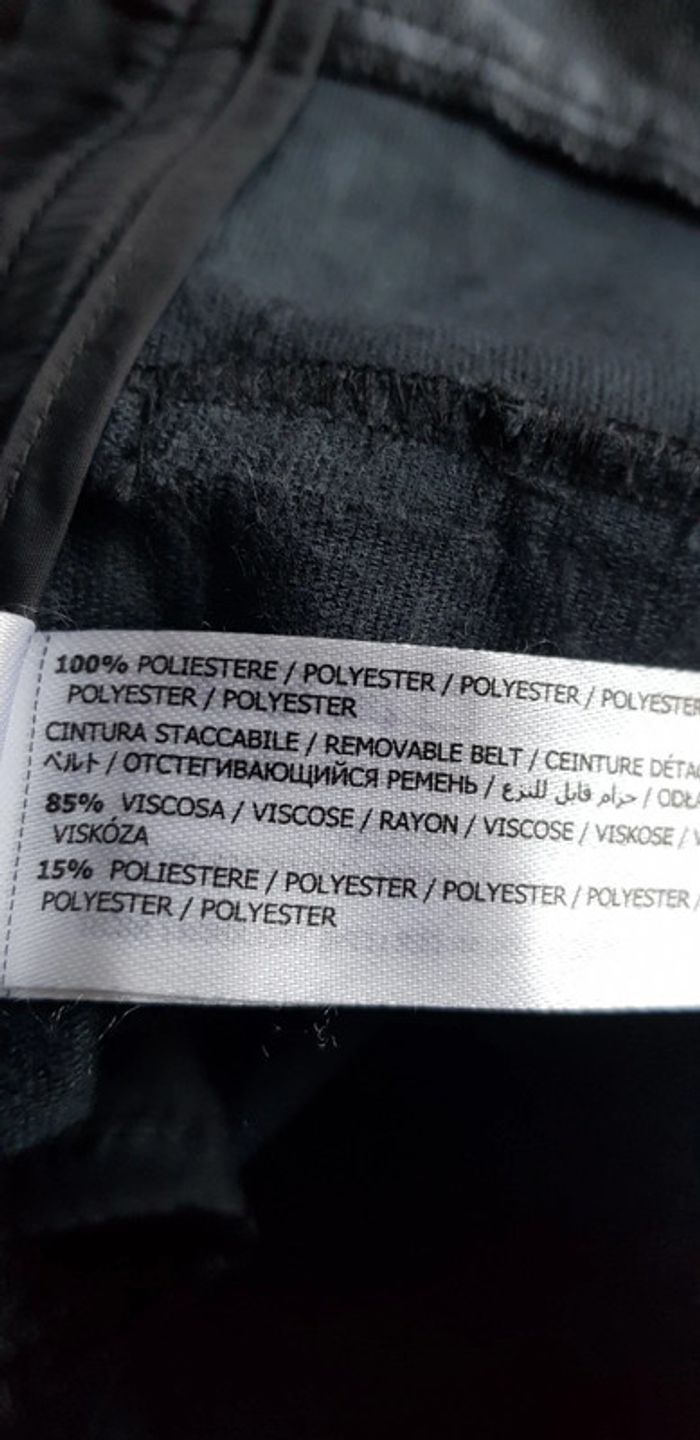 100% POLIESTERE / POLYESTER / POLYESTER / POLYESTER
POLYESTER / POLYESTER
CINTURA STACCABILE / REMOVABLE BELT / CEINTURE
ベルト / ОТСТЕГИВАЮЩИЙСЯ РЕМЕНЬ / حزام قابل للنزع /
85% VISCOSA / VISCOSE / RAYON / VISCOSE / VISKOSE /
VISKÓZA
15% POLIESTERE / POLYESTER / POLYESTER / POLYESTER /
POLYESTER / POLYESTER